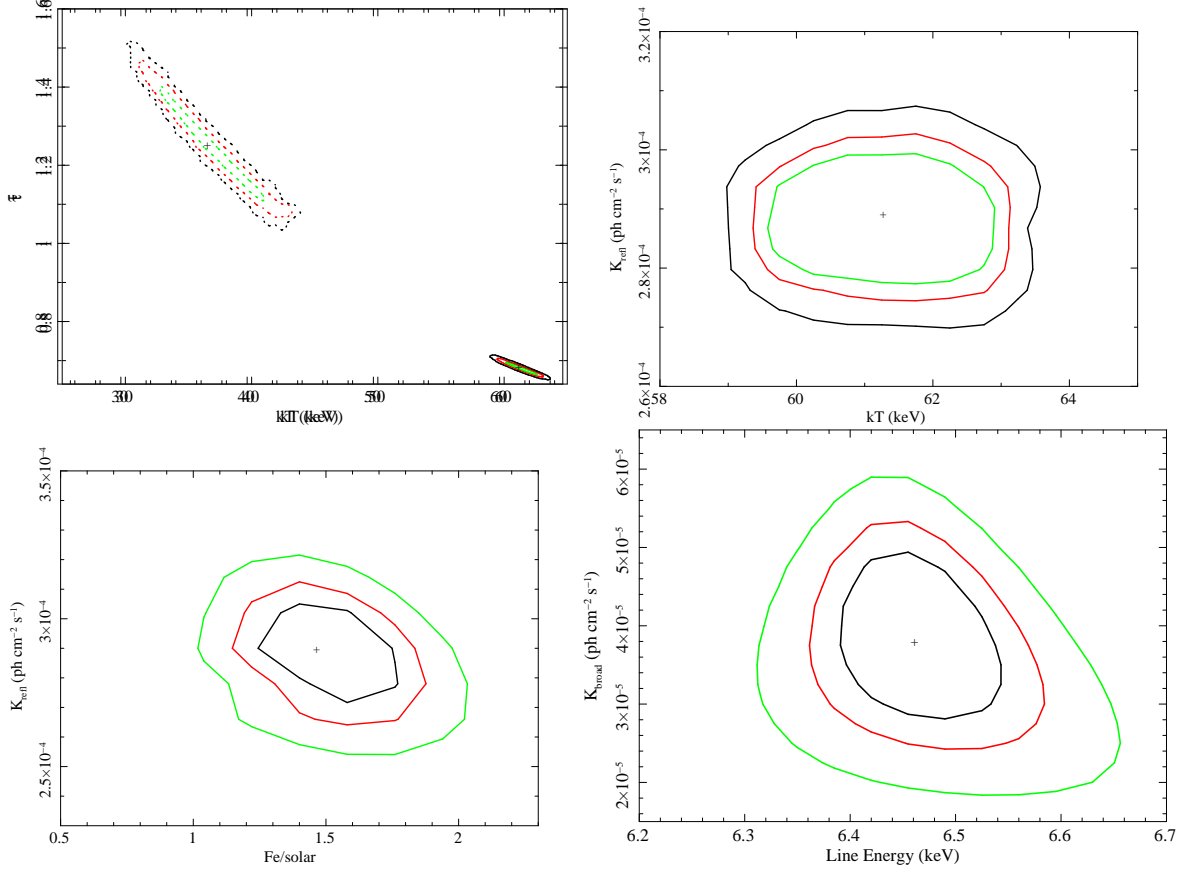 1.6
1.4
1.2
1
0.8
τ
30
40
50
60
kT (keV)
3.2×10⁻⁴
3×10⁻⁴
2.8×10⁻⁴
2.6×10⁻⁴
K_refl (ph cm⁻² s⁻¹)
58 60 62 64
kT (keV)
3.5×10⁻⁴
3×10⁻⁴
2.5×10⁻⁴
K_refl (ph cm⁻² s⁻¹)
0.5 1 1.5 2
Fe/solar
6×10⁻⁵
5×10⁻⁵
4×10⁻⁵
3×10⁻⁵
2×10⁻⁵
K_broad (ph cm⁻² s⁻¹)
6.2 6.3 6.4 6.5 6.6 6.7
Line Energy (keV)